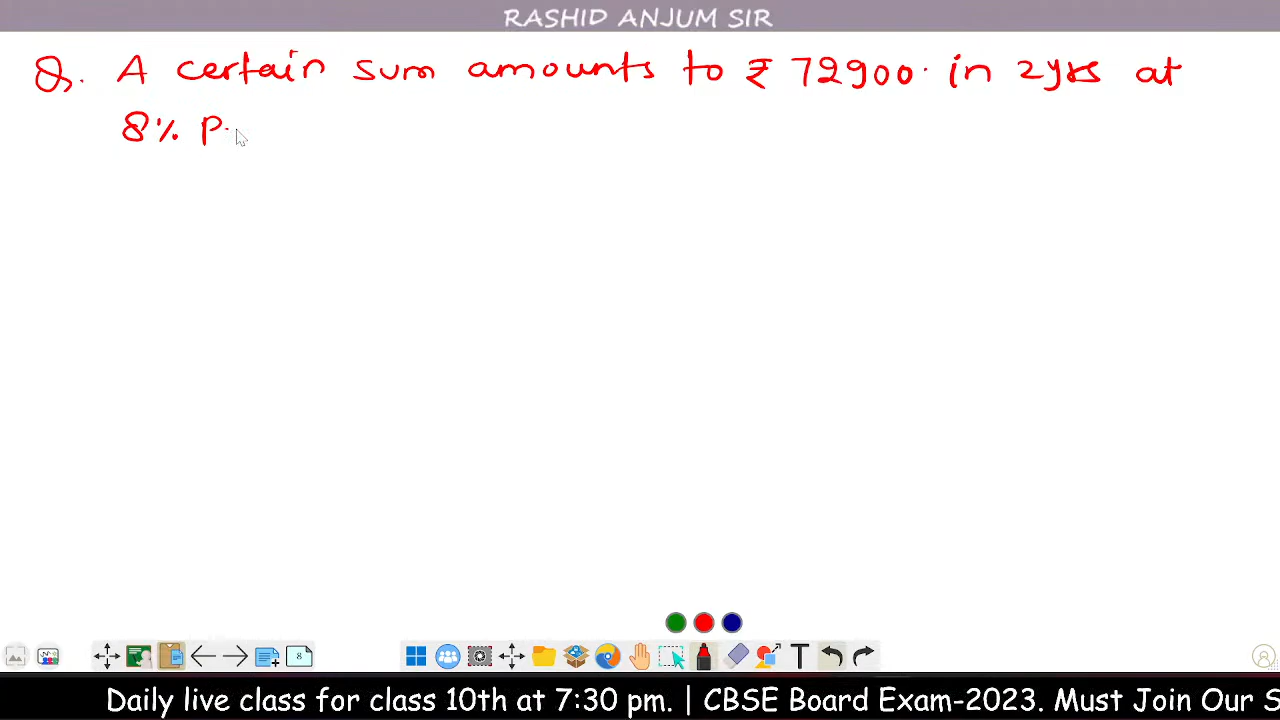 RASHID ANJUM SIR
Q. A certain sum amounts to ₹ 72900. in 2yrs at
8% p.
8
T
Daily live class for class 10th at 7:30 pm. | CBSE Board Exam-2023. Must Join Our S